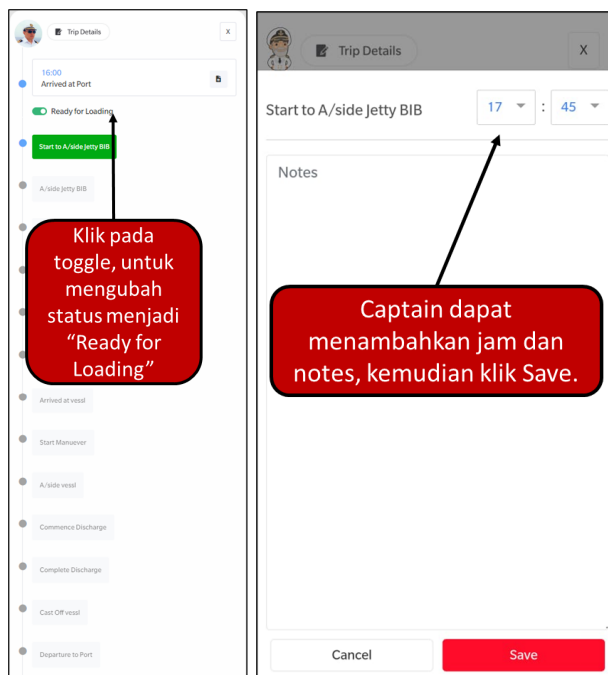 Trip Details
X
16:00
Arrived at Port
Ready for Loading
Start to A/side Jetty BIB
A/side Jetty BIB
Klik pada
toggle, untuk
mengubah
status menjadi
“Ready for
Loading”
Arrived at vessl
Start Manuever
A/side vessl
Commence Discharge
Complete Discharge
Cast Off vessl
Departure to Port
Trip Details
X
Start to A/side Jetty BIB
17 : 45
Notes
Captain dapat
menambahkan jam dan
notes, kemudian klik Save.
Cancel
Save